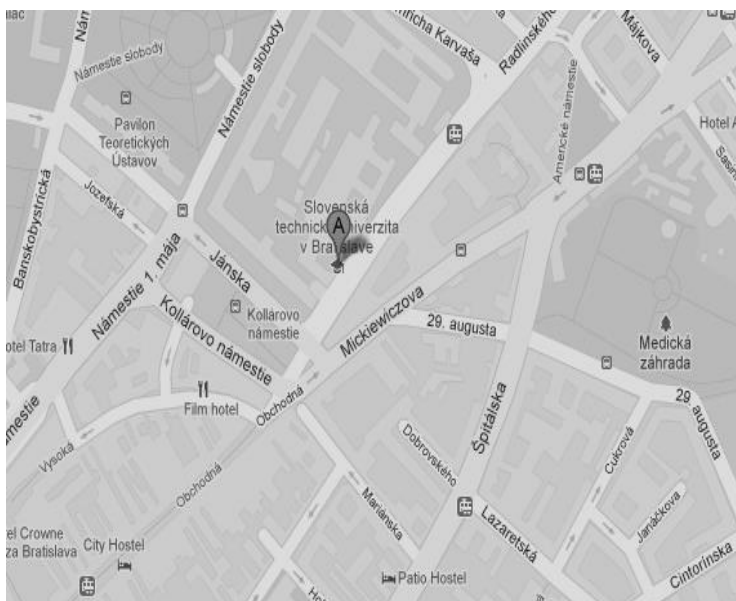 Jindřicha Karvaša
Radlinského
Májkova
Námestie slobody
Námestie slobody
Pavilon
Teoretických
Ústavov
Americké námestie
Hotel A
Sasin
Banskobystrická
Jozefská
Slovenská
technická univerzita
v Bratislave
A
Jánska
Námestie 1. mája
Kollárovo
námestie
Kollárovo námestie
Mickiewiczova
29. augusta
Medická
záhrada
otel Tatra
Film hotel
Obchodná
Špitálska
29. augusta
ámestie
Vysoká
Dobrovského
Cukrová
Obchodná
Mariánska
Lazaretská
Janáčkova
el Crowne
za Bratislava
City Hostel
Patio Hostel
Cintorínska